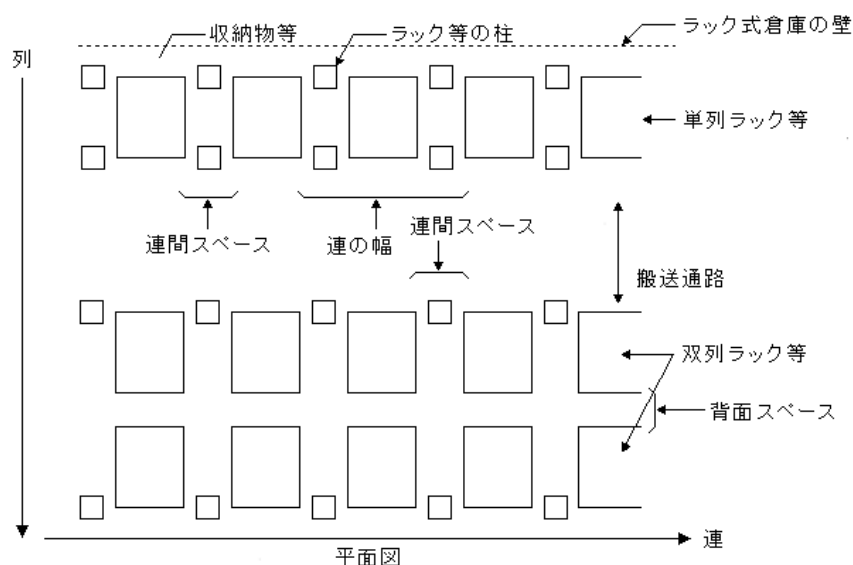 収納物等
ラック等の柱
ラック式倉庫の壁
列
単列ラック等
連間スペース
連の幅
連間スペース
搬送通路
双列ラック等
背面スペース
連
平面図